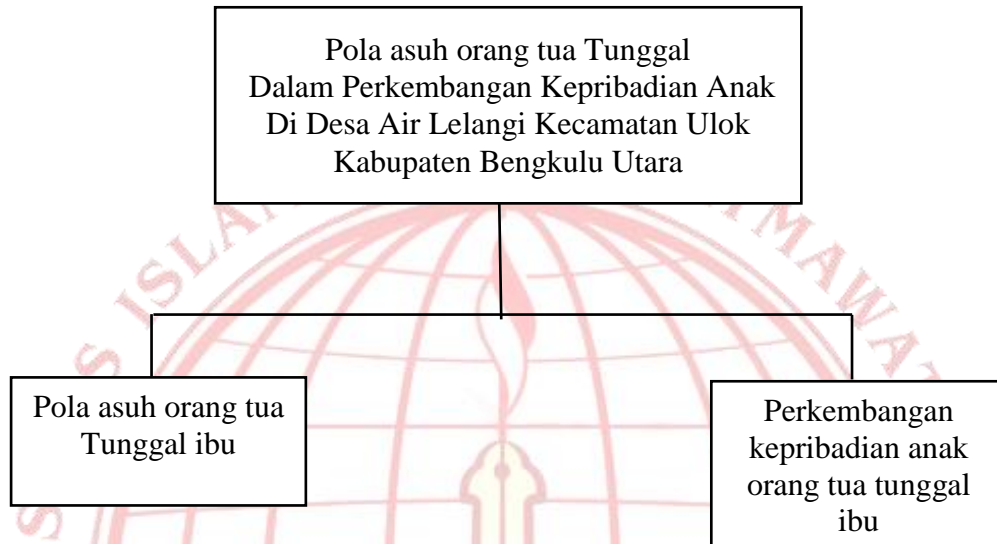 Pola asuh orang tua Tunggal
Dalam Perkembangan Kepribadian Anak
Di Desa Air Lelangi Kecamatan Ulok
Kabupaten Bengkulu Utara
Pola asuh orang tua
Tunggal ibu
Perkembangan
kepribadian anak
orang tua tunggal
ibu